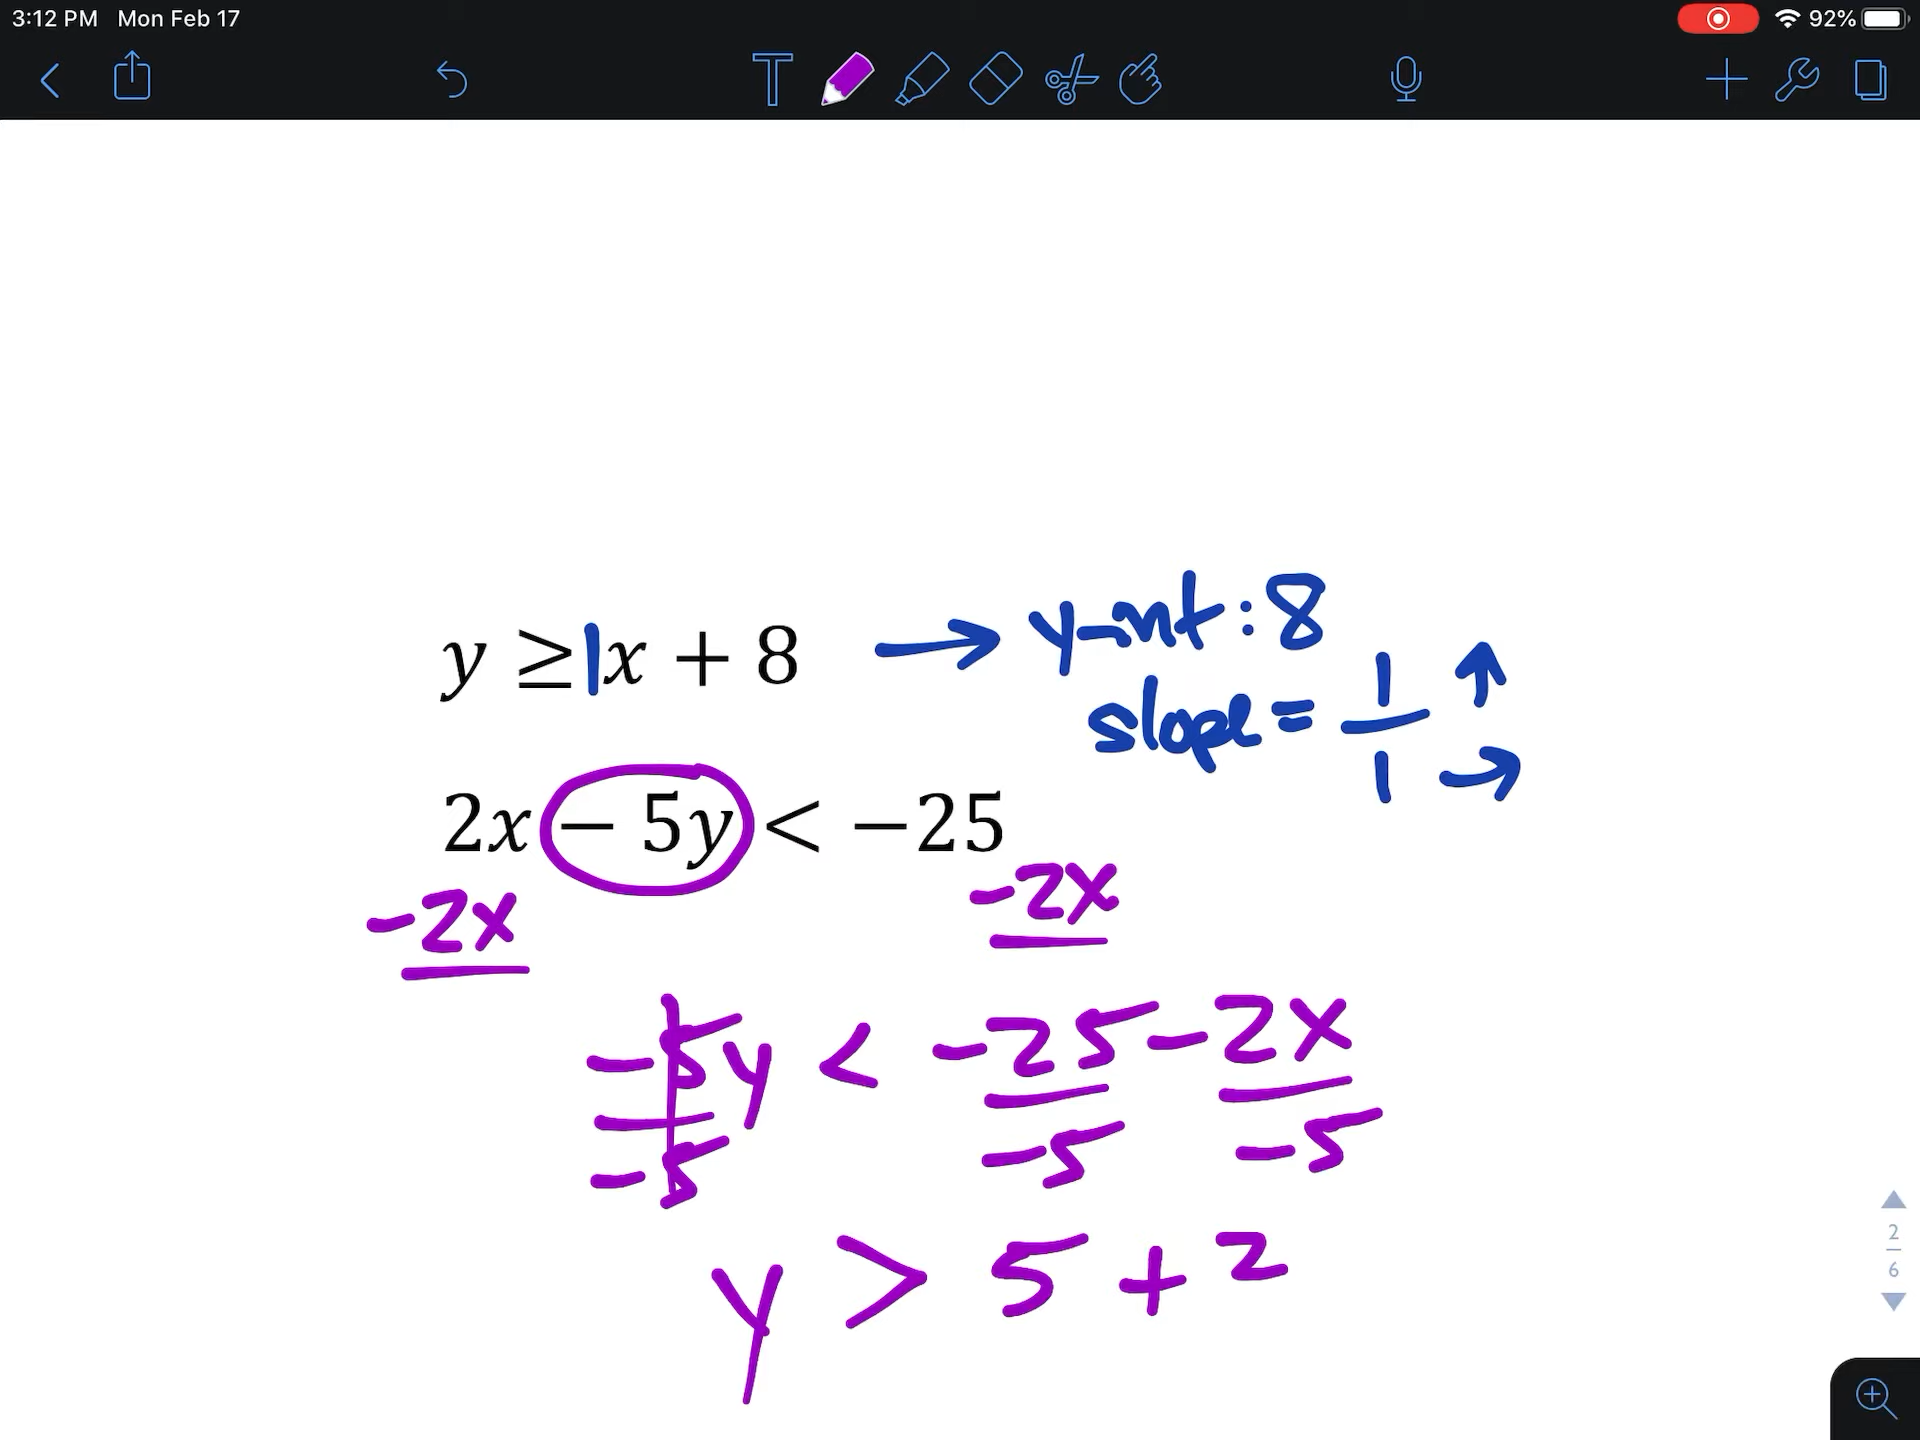 3:12 PM Mon Feb 17 92%
T
y ≥ 1x + 8 → y-int: 8
slope = 1/1 ↑ →
2x − 5y < −25
-2x -2x
-5y < -25 - 2x
-5 -5 -5
y > 5 + 2
2
6